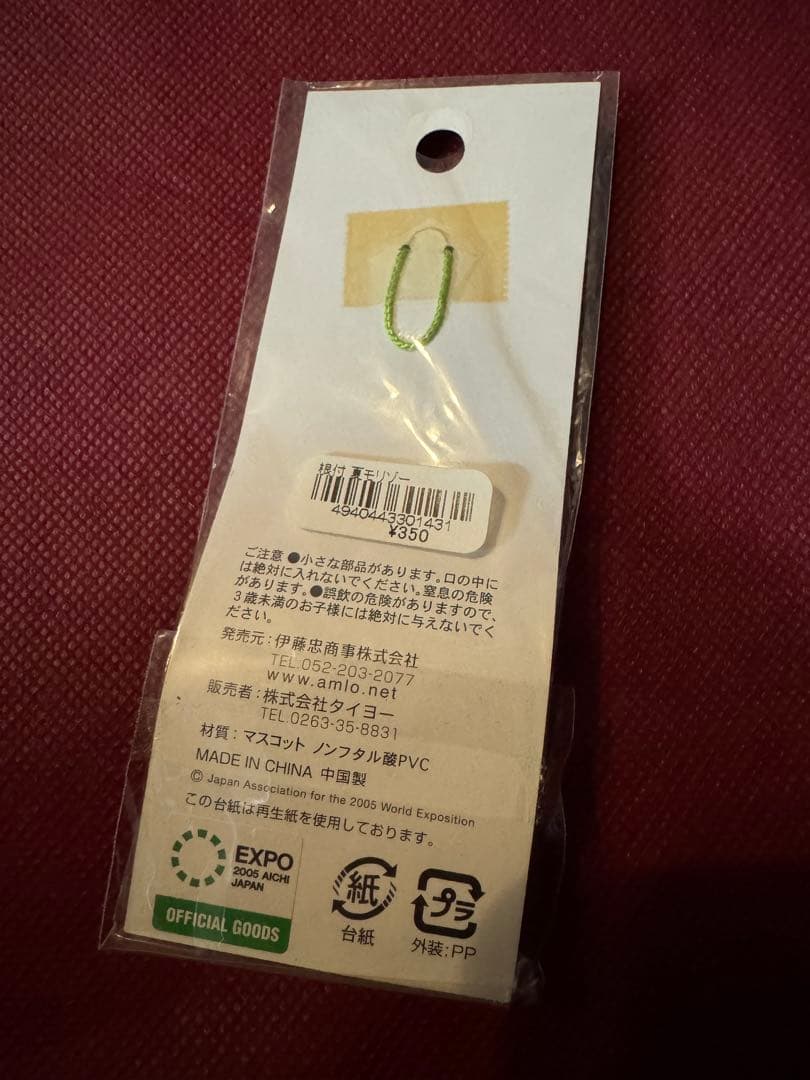 根付 夏モリゾー
4940443301431
¥350
ご注意 ●小さな部品があります。口の中に
は絶対に入れないでください。窒息の危険
があります。●誤飲の危険がありますので、
3歳未満のお子様には絶対に与えないでく
ださい。
発売元：伊藤忠商事株式会社
TEL.052-203-2077
www.amlo.net
販売者：株式会社タイヨー
TEL.0263-35-8831
材質：マスコット ノンフタル酸PVC
MADE IN CHINA 中国製
© Japan Association for the 2005 World Exposition
この台紙は再生紙を使用しております。
EXPO
2005 AICHI
JAPAN
OFFICIAL GOODS
紙
台紙
プラ
外装:PP